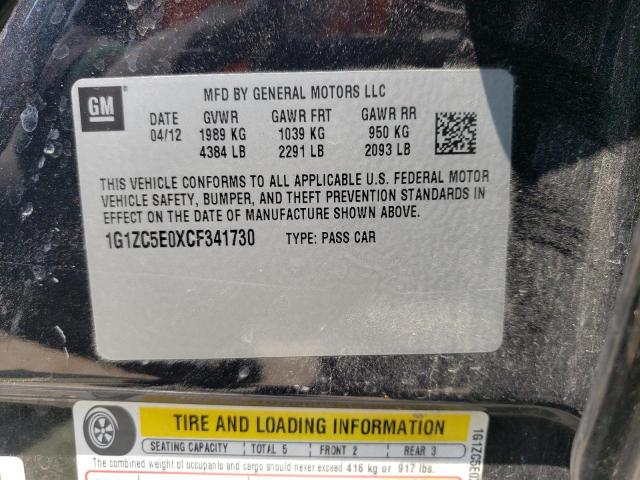 GM
MFD BY GENERAL MOTORS LLC
DATE GVWR GAWR FRT GAWR RR
04/12 1989 KG 1039 KG 950 KG
4384 LB 2291 LB 2093 LB
THIS VEHICLE CONFORMS TO ALL APPLICABLE U.S. FEDERAL MOTOR
VEHICLE SAFETY, BUMPER, AND THEFT PREVENTION STANDARDS IN
EFFECT ON THE DATE OF MANUFACTURE SHOWN ABOVE.
1G1ZC5E0XCF341730 TYPE: PASS CAR
TIRE AND LOADING INFORMATION
SEATING CAPACITY TOTAL 5 FRONT 2 REAR 3
The combined weight of occupants and cargo should never exceed 416 kg or 917 lbs.
1G1ZC5E0